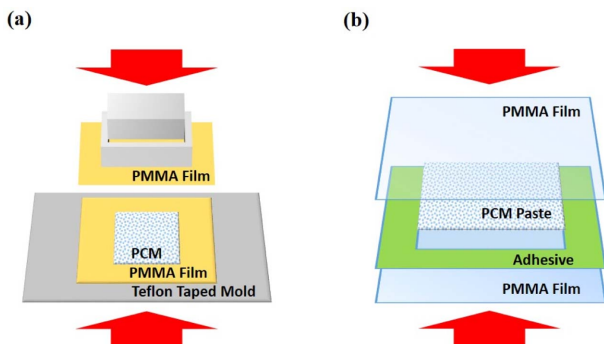 (a)
PMMA Film
PCM
PMMA Film
Teflon Taped Mold
(b)
PMMA Film
PCM Paste
Adhesive
PMMA Film